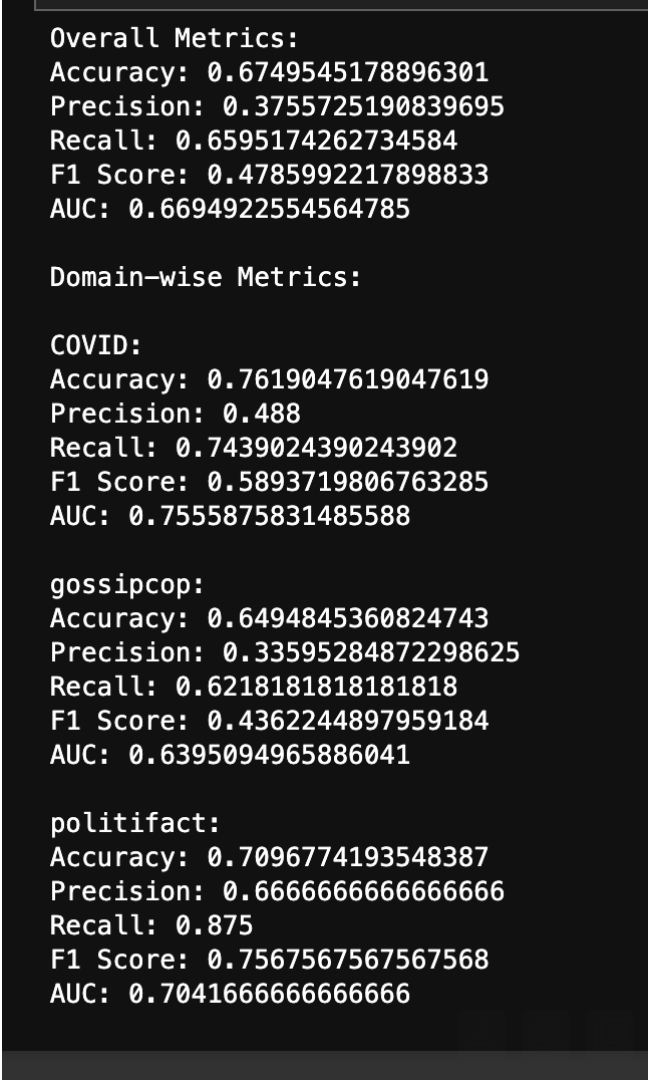 Overall Metrics:
Accuracy: 0.6749545178896301
Precision: 0.3755725190839695
Recall: 0.6595174262734584
F1 Score: 0.4785992217898833
AUC: 0.6694922554564785
Domain-wise Metrics:
COVID:
Accuracy: 0.7619047619047619
Precision: 0.488
Recall: 0.7439024390243902
F1 Score: 0.5893719806763285
AUC: 0.7555875831485588
gossipcop:
Accuracy: 0.6494845360824743
Precision: 0.33595284872298625
Recall: 0.6218181818181818
F1 Score: 0.4362244897959184
AUC: 0.6395094965886041
politifact:
Accuracy: 0.7096774193548387
Precision: 0.6666666666666666
Recall: 0.875
F1 Score: 0.7567567567567568
AUC: 0.7041666666666666